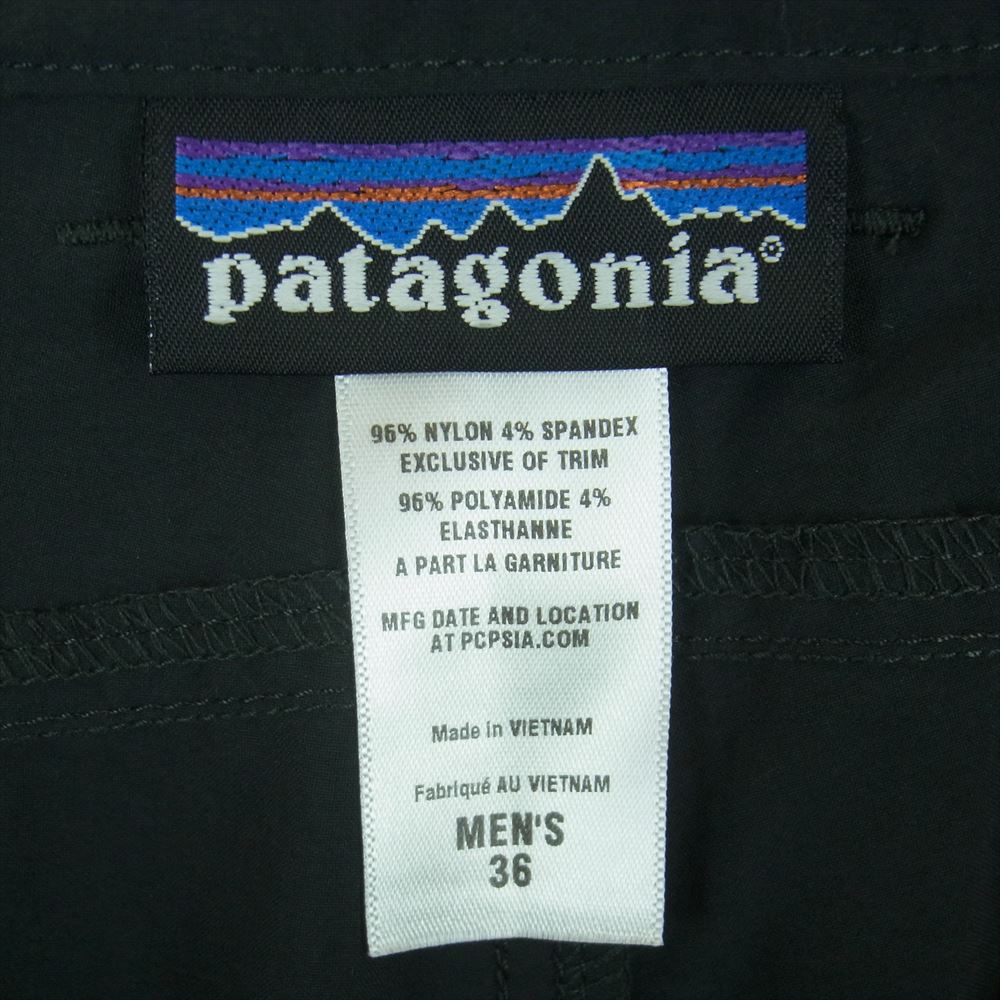 patagonia®
96% NYLON 4% SPANDEX
EXCLUSIVE OF TRIM
96% POLYAMIDE 4%
ELASTHANNE
A PART LA GARNITURE
MFG DATE AND LOCATION
AT PCPSIA.COM
Made in VIETNAM
Fabriqué AU VIETNAM
MEN'S
36